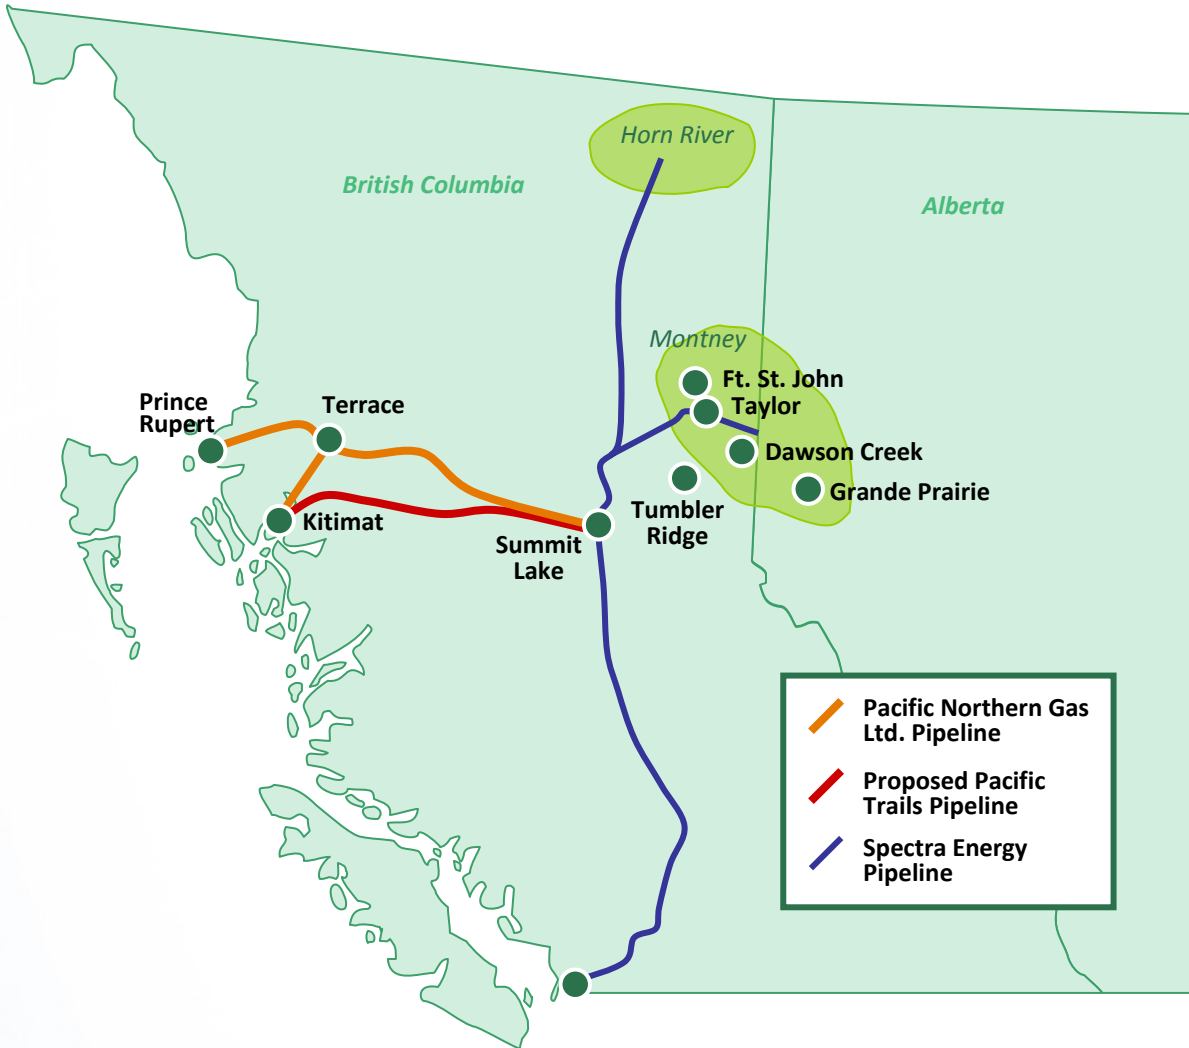 Horn River
British Columbia
Alberta
Montney
Ft. St. John
Taylor
Prince
Rupert
Terrace
Dawson Creek
Grande Prairie
Kitimat
Tumbler
Ridge
Summit
Lake
Pacific Northern Gas
Ltd. Pipeline
Proposed Pacific
Trails Pipeline
Spectra Energy
Pipeline